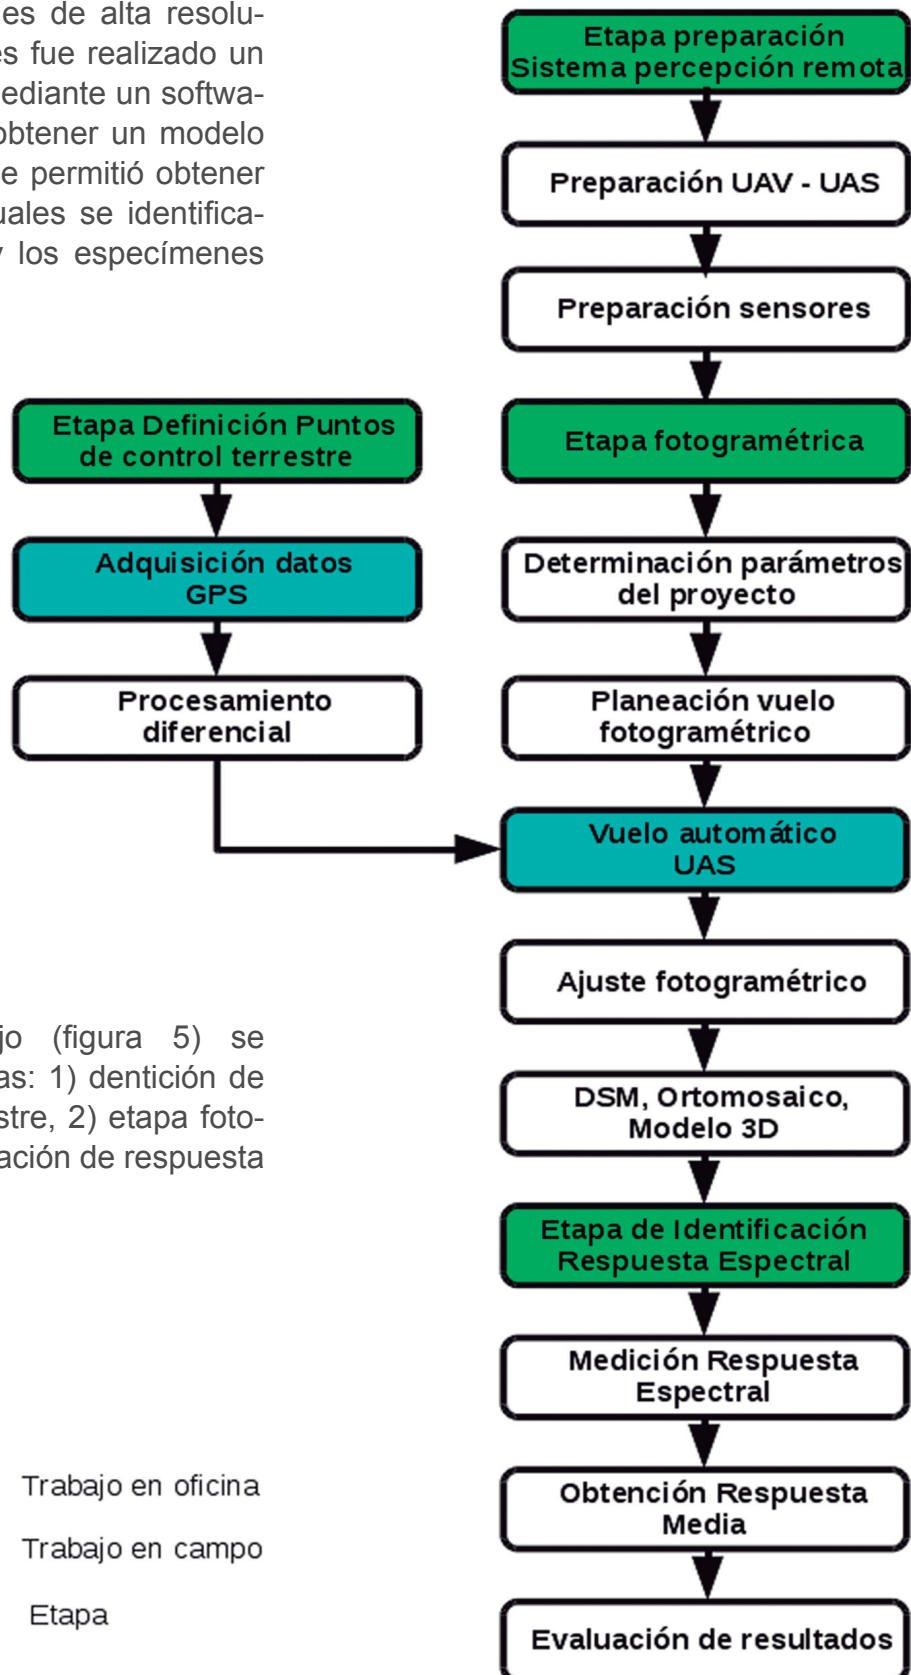 es de alta resolu-
es fue realizado un
mediante un softwa-
obtener un modelo
e permitió obtener
uales se identifica-
y los especímenes
Etapa preparación
Sistema percepción remota
Preparación UAV - UAS
Preparación sensores
Etapa Definición Puntos
de control terrestre
Adquisición datos
GPS
Procesamiento
diferencial
Etapa fotogramétrica
Determinación parámetros
del proyecto
Planeación vuelo
fotogramétrico
Vuelo automático
UAS
Ajuste fotogramétrico
DSM, Ortomosaico,
Modelo 3D
Etapa de Identificación
Respuesta Espectral
Medición Respuesta
Espectral
Obtención Respuesta
Media
Evaluación de resultados
jo (figura 5) se
as: 1) dentición de
stre, 2) etapa foto-
ación de respuesta
Trabajo en oficina
Trabajo en campo
Etapa